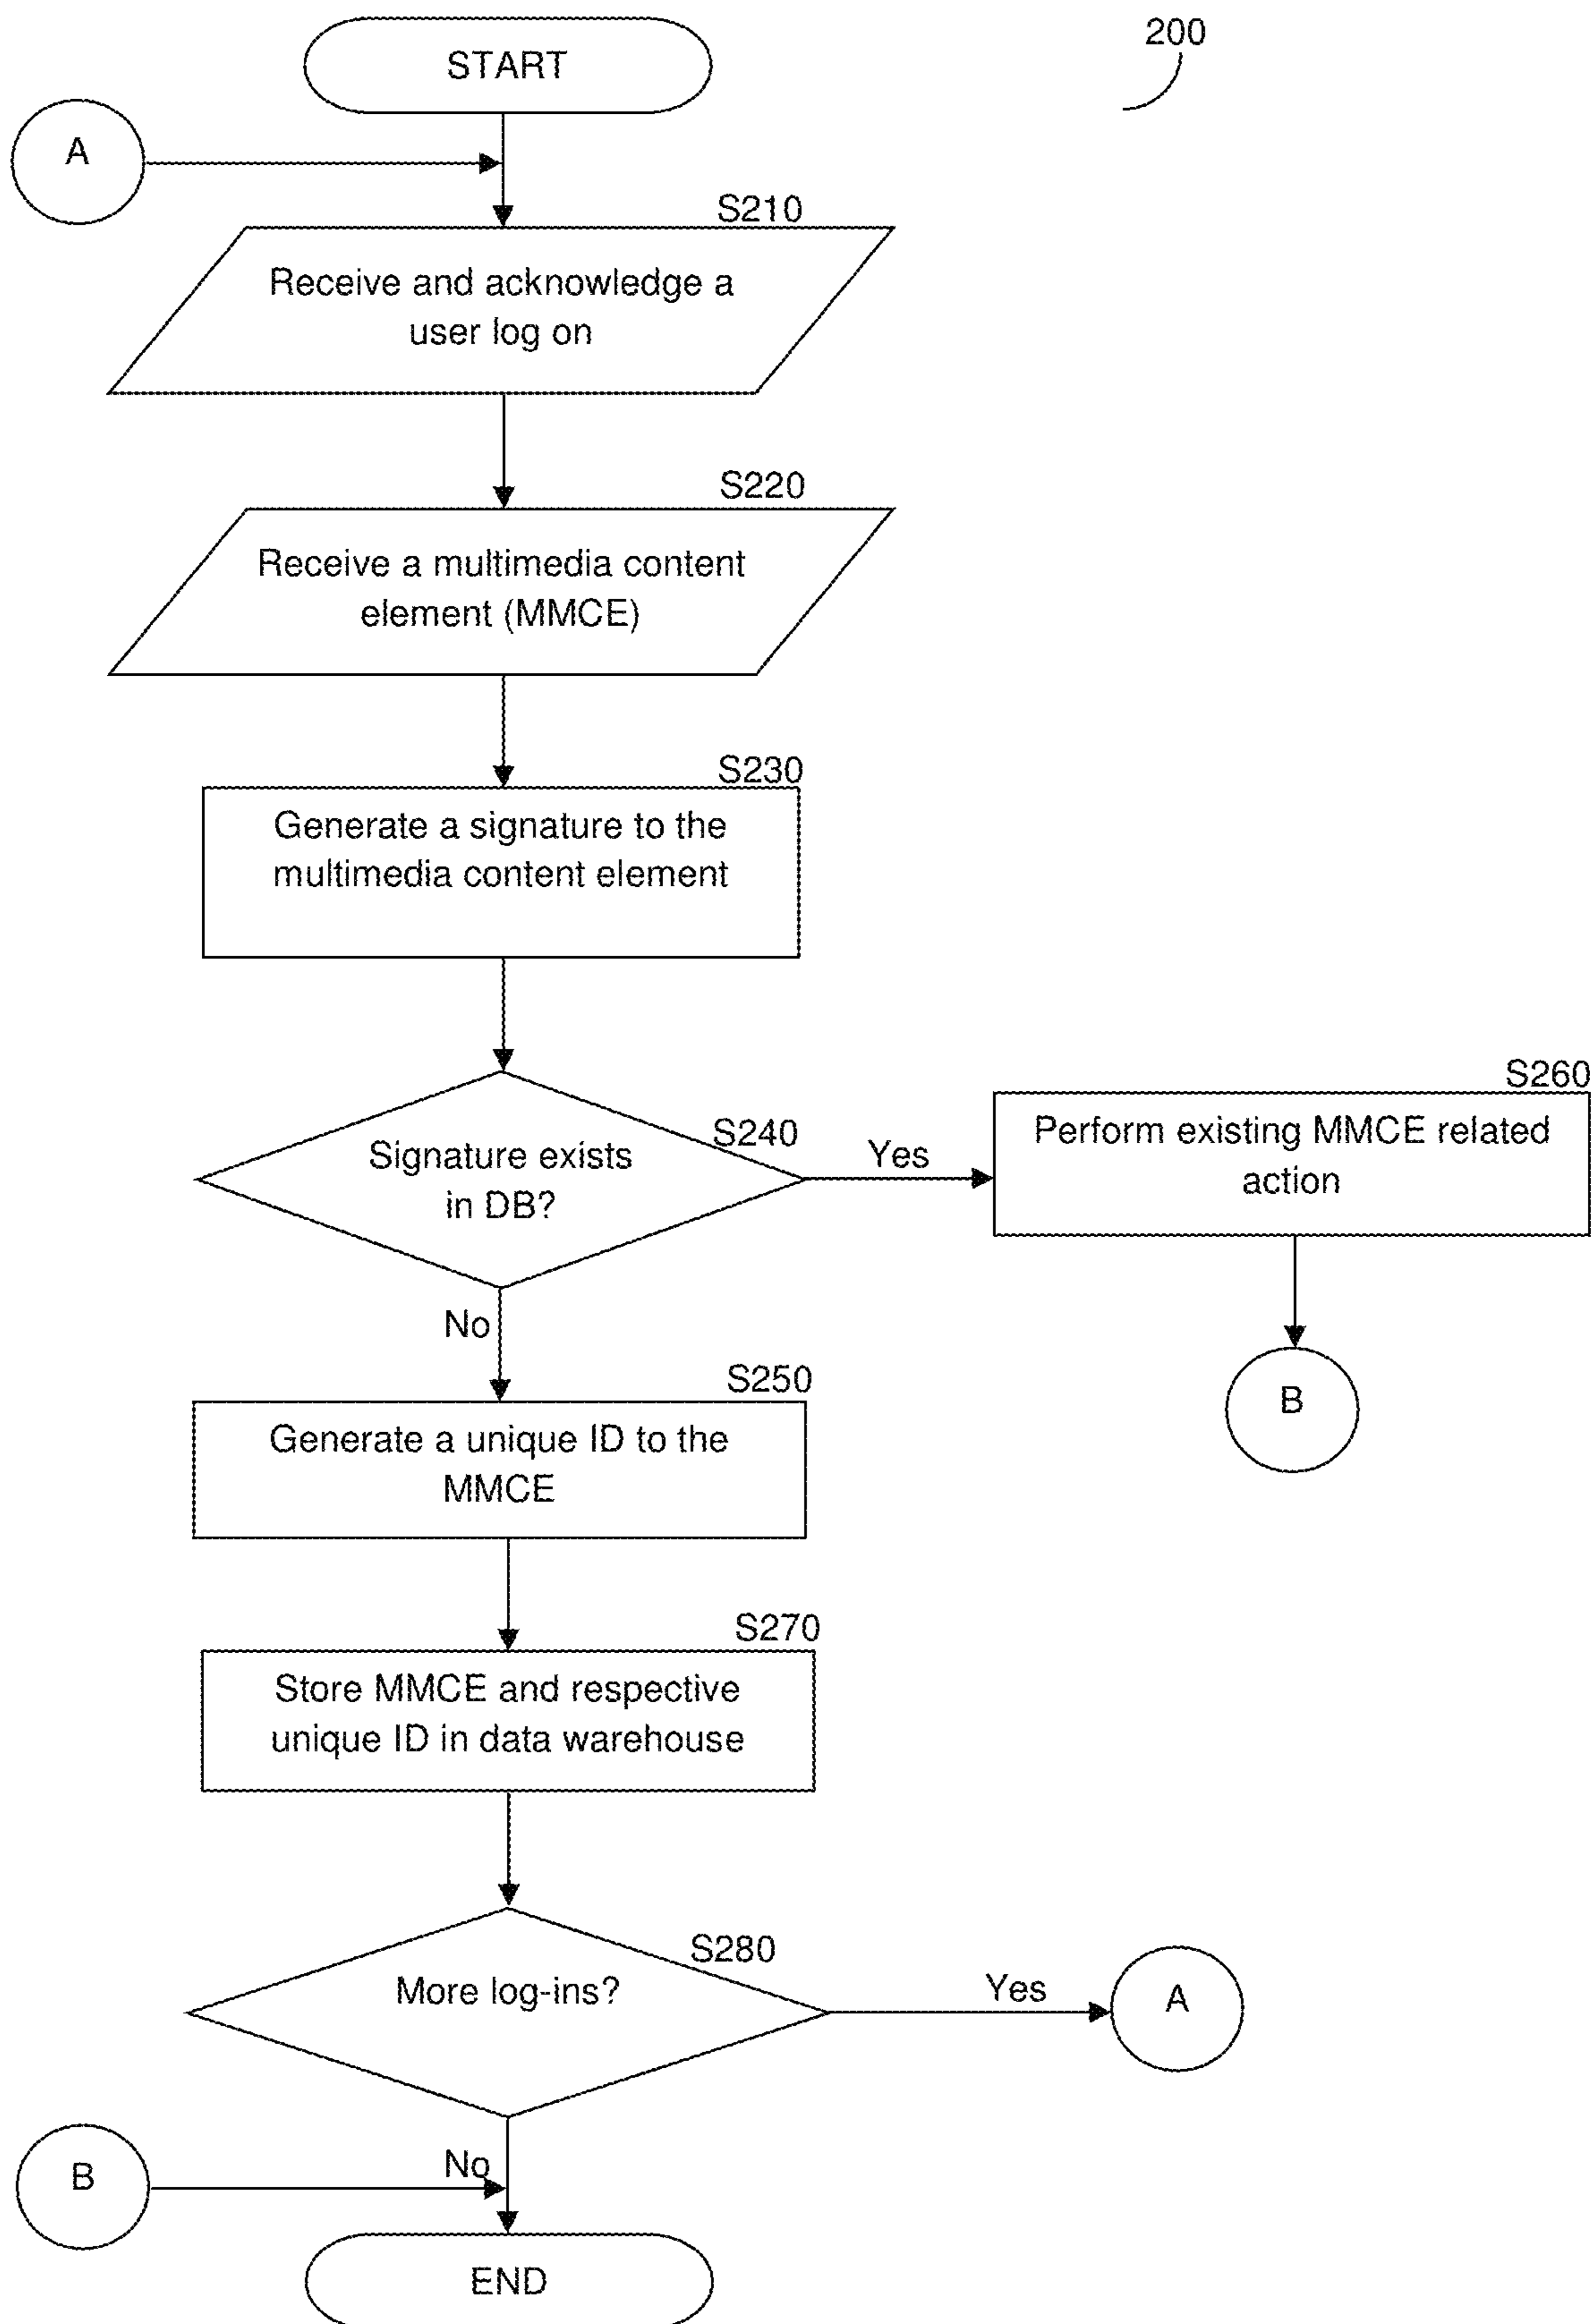 START
200
A
S210
Receive and acknowledge a
user log on
S220
Receive a multimedia content
element (MMCE)
S230
Generate a signature to the
multimedia content element
S240
Signature exists
in DB?
Yes
S260
Perform existing MMCE related
action
No
B
S250
Generate a unique ID to the
MMCE
S270
Store MMCE and respective
unique ID in data warehouse
S280
More log-ins?
Yes
A
No
B
END